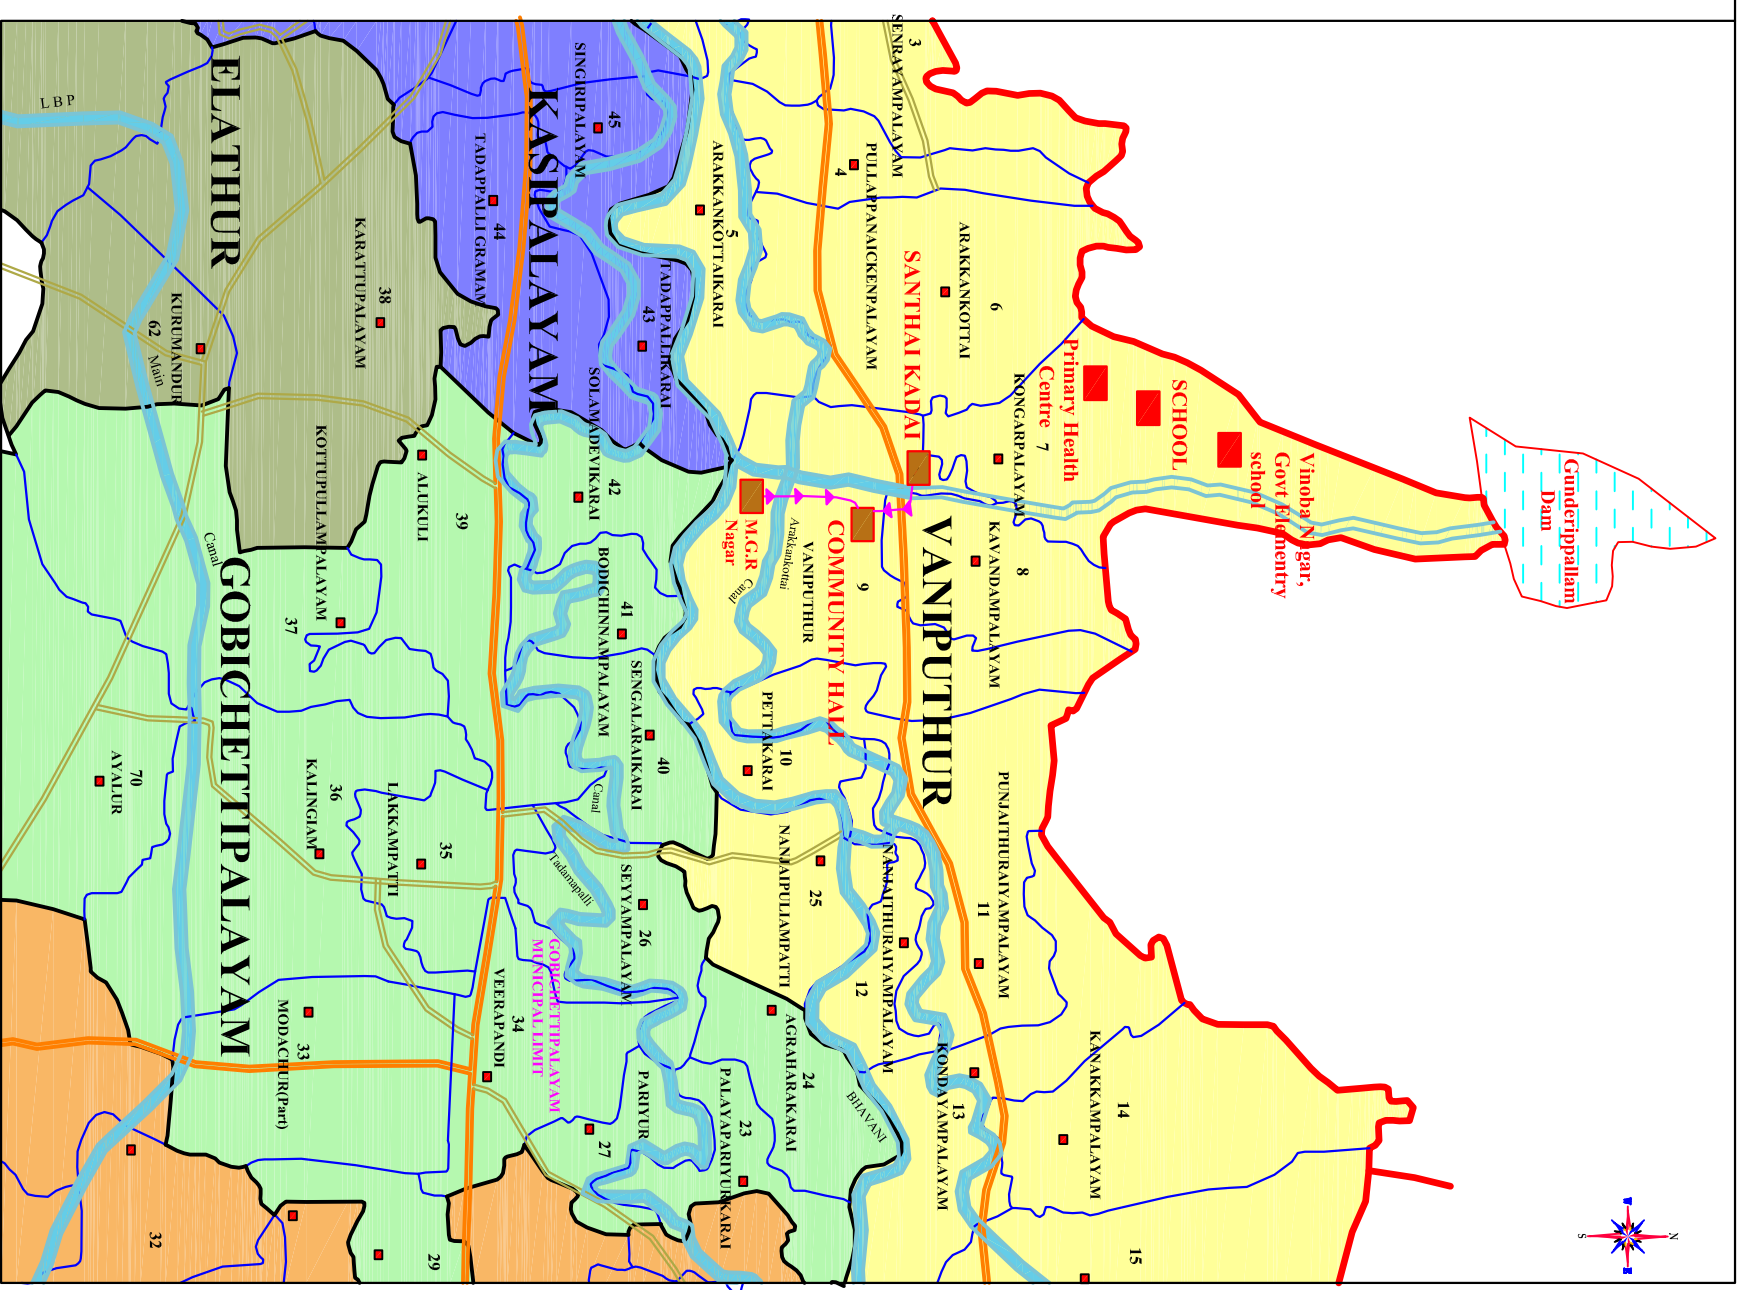 3
SENRAYAMPALAYAM
4
PULLAPPANAICKENPALAYAM
5
ARAKKANKOTTAIKARAI
6
ARAKKANKOTTAI
SANTHAI KADAI
Primary Health
Centre
7
KONGARPALAYAM
SCHOOL
Vinoba Nagar,
Govt Elementry
school
Gunderippallam
Dam
8
KAVANDAMPALAYAM
VANIPUTHUR
9
COMMUNITY HALL
VANIPUTHUR
M.G.R
Nagar
Arakkankottai
Canal
10
PETTAKARAI
11
PUNJAITHURAIYAMPALAYAM
12
NANJAITHURAIYAMPALAYAM
25
NANJAIPULIAMPATTI
13
KONDAYAMPALAYAM
14
KANAKKAMPALAYAM
15
BHAVANI
N
S
KASIPALAYAM
45
SINGIRIPALAYAM
44
TADAPPALLI GRAMAM
43
TADAPPALLIKARAI
ELATHUR
L B P
38
KARATTUPALAYAM
62
KURUMANDUR
Main
Canal
GOBICHETTIPALAYAM
42
SOLAMADEVIKARAI
41
BODICHINNAMPALAYAM
40
SENGALARAIKARAI
Canal
Tadamapalli
39
ALUKULI
37
KOTTUPULLAMPALAYAM
36
KALINGIAM
35
LAKKAMPATTI
70
AYALUR
26
SEYYAMPALAYAM
GOBICHETTIPALAYAM
MUNICIPAL LIMIT
34
VEERAPANDI
33
MODACHUR(Part)
24
AGRAHARAKARAI
23
PALAYAPARIYURKARAI
27
PARIYUR
29
32